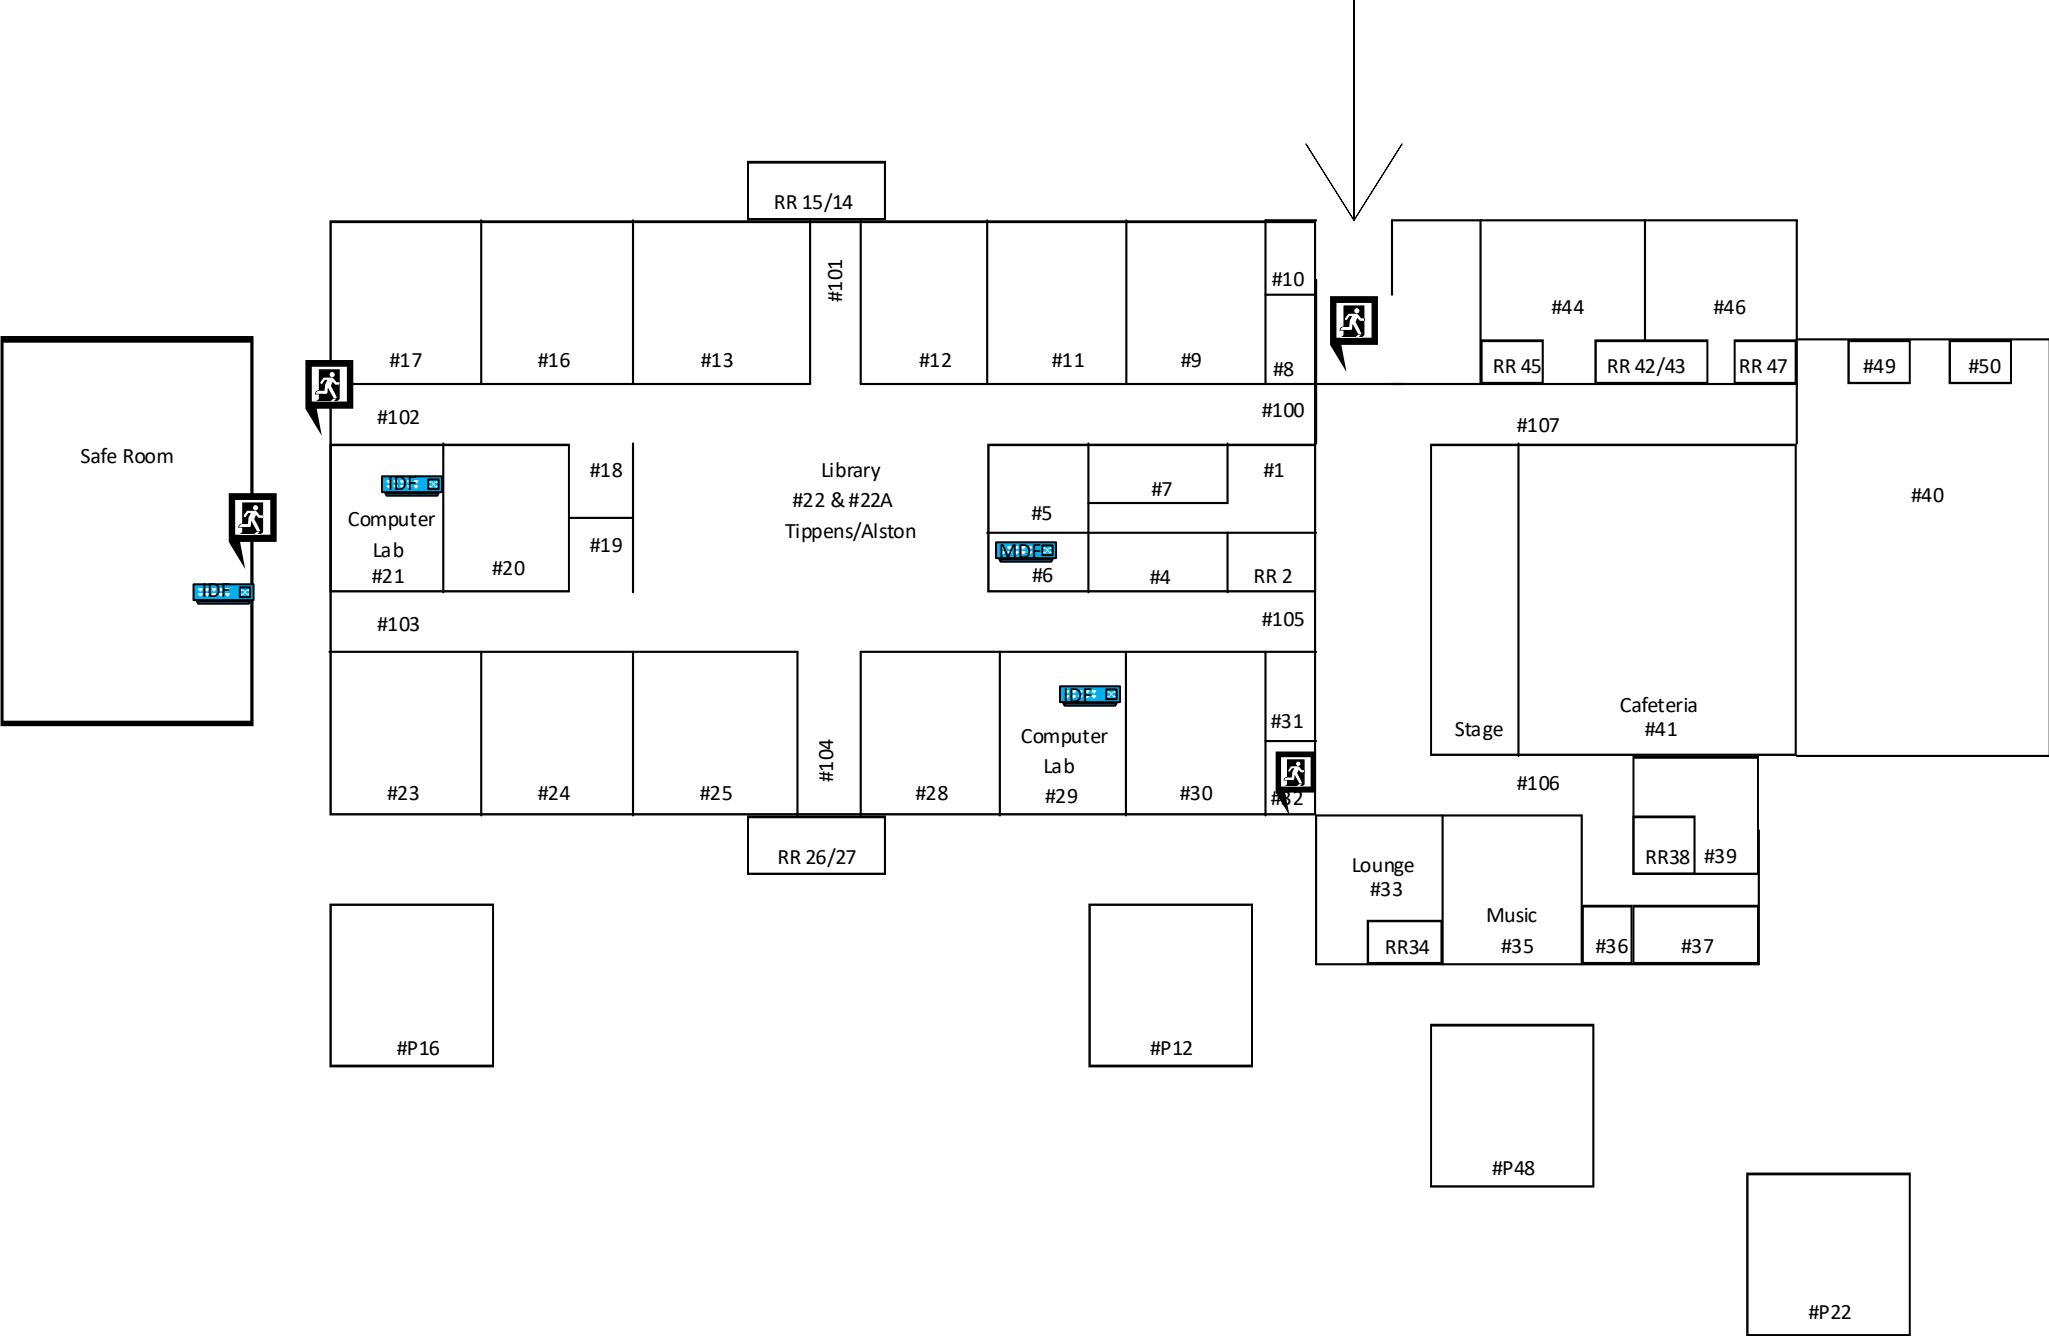 RR 15/14
#101
#10
#44
#46
#17
#16
#13
#12
#11
#9
#8
RR 45
RR 42/43
RR 47
#49
#50
#102
#100
#107
Safe Room
IDF
#18
Library
#22 & #22A
Tippens/Alston
#7
#1
#40
Computer
Lab
#21
#20
#19
#5
MDF
#6
#4
RR 2
IDF
#103
#105
IDF
Computer
Lab
#29
#31
Stage
Cafeteria
#41
#23
#24
#25
#104
#28
#30
#32
#106
RR 26/27
Lounge
#33
RR34
Music
#35
RR38
#39
#36
#37
#P16
#P12
#P48
#P22